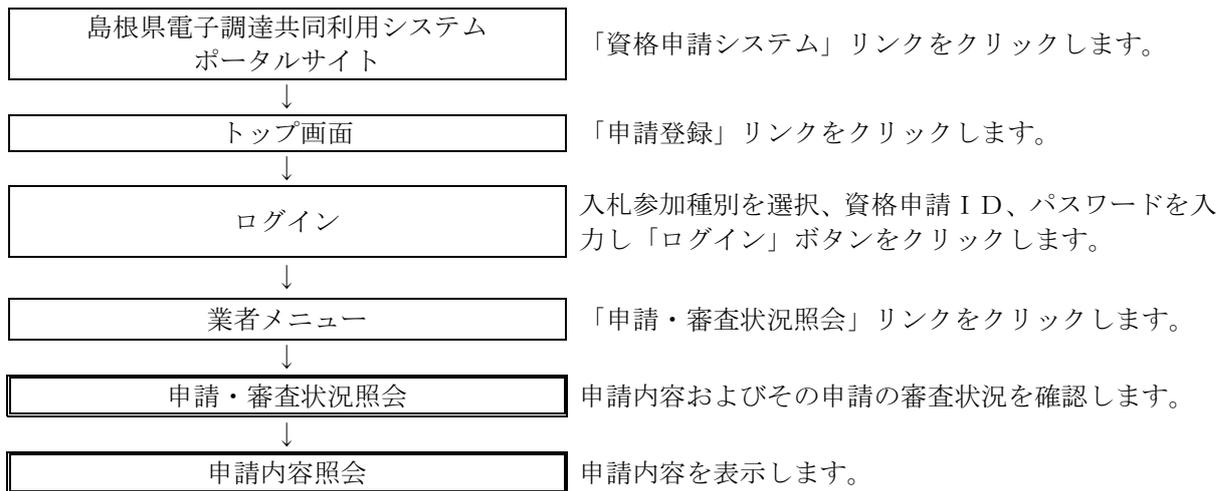 島根県電子調達共同利用システム
ポータルサイト
「資格申請システム」リンクをクリックします。
↓
トップ画面
「申請登録」リンクをクリックします。
↓
ログイン
入札参加種別を選択、資格申請ＩＤ、パスワードを入
力し「ログイン」ボタンをクリックします。
↓
業者メニュー
「申請・審査状況照会」リンクをクリックします。
↓
申請・審査状況照会
申請内容およびその申請の審査状況を確認します。
↓
申請内容照会
申請内容を表示します。